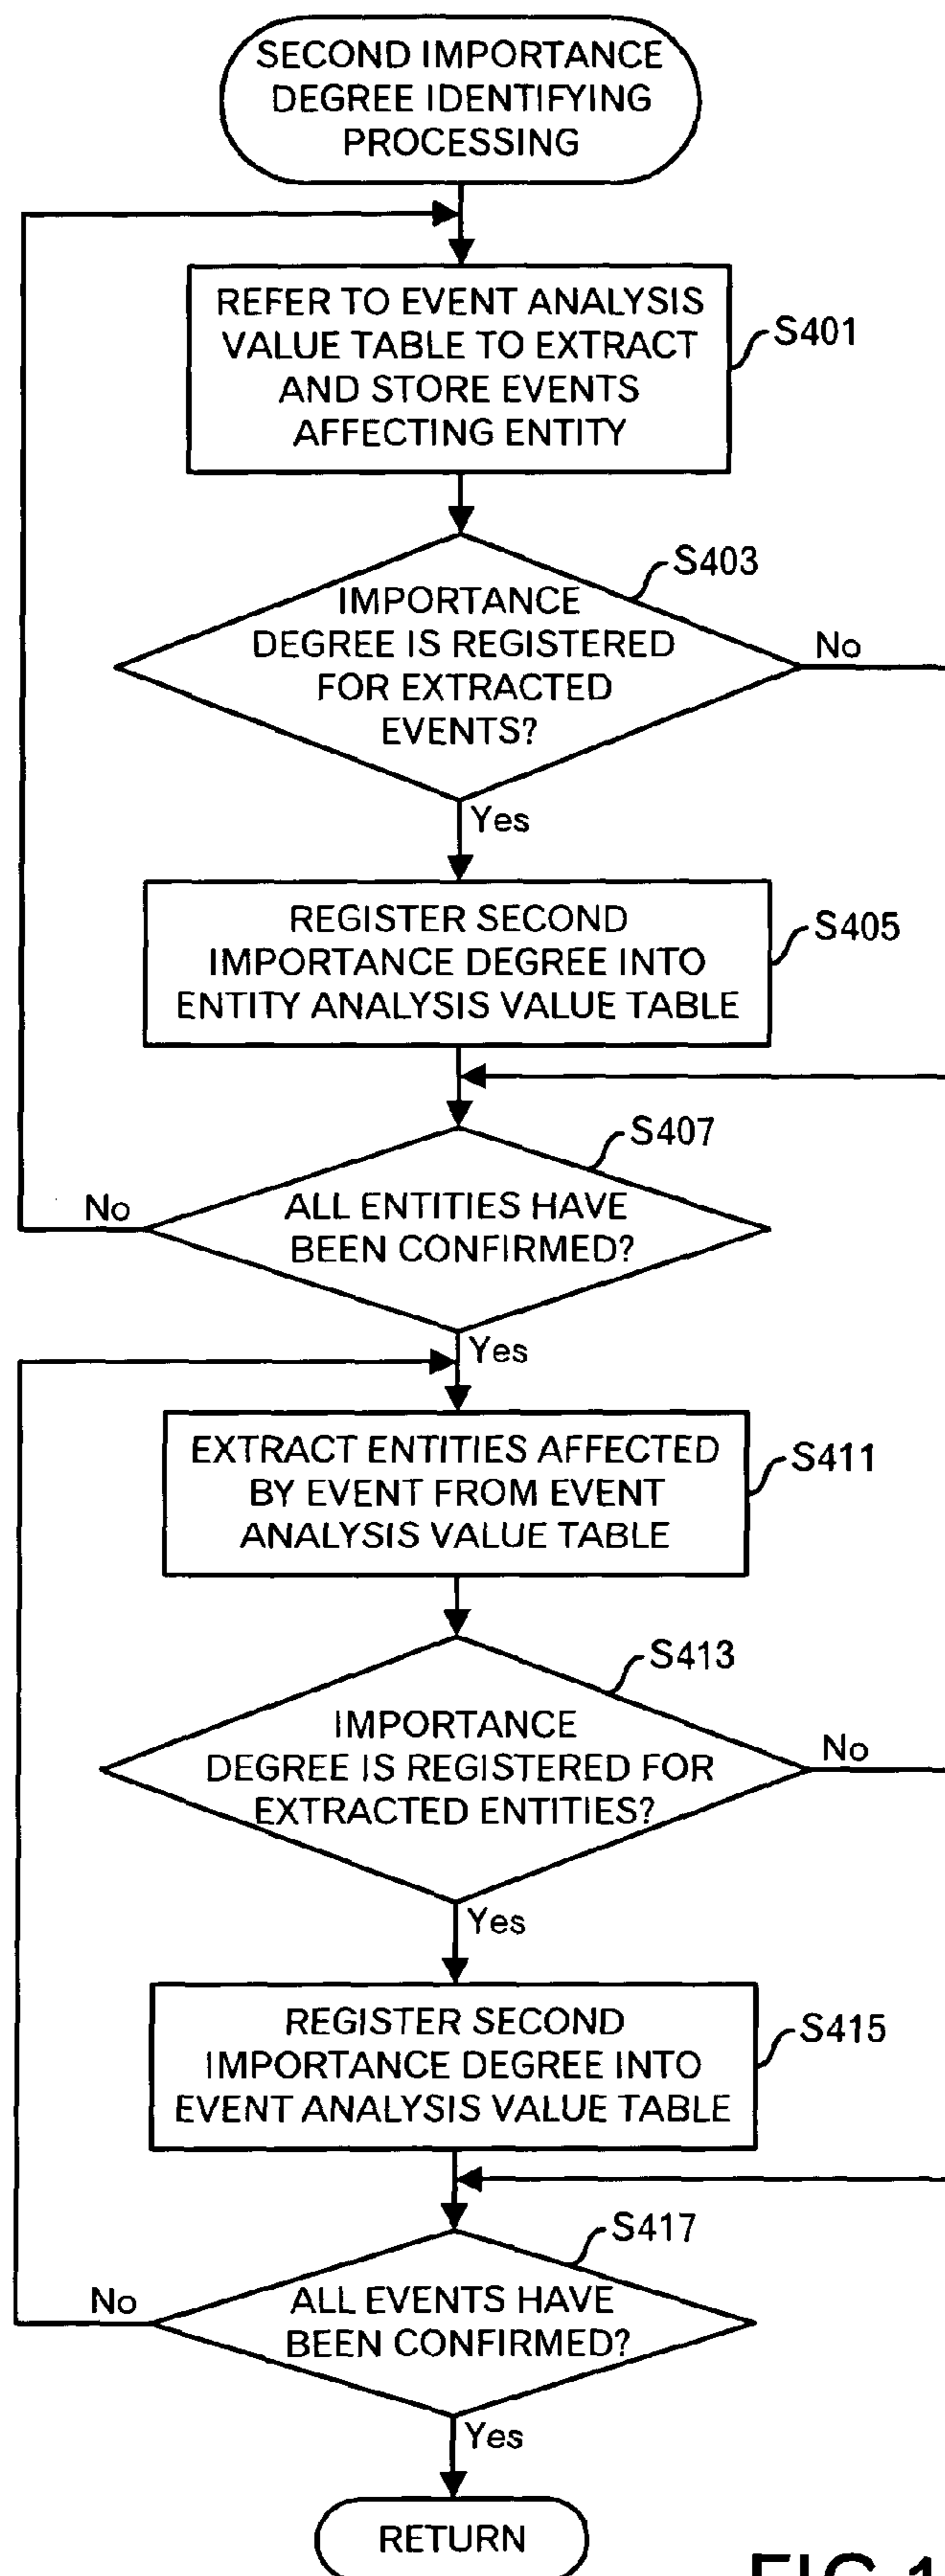 SECOND IMPORTANCE
DEGREE IDENTIFYING
PROCESSING
REFER TO EVENT ANALYSIS
VALUE TABLE TO EXTRACT
AND STORE EVENTS
AFFECTING ENTITY
S401
S403
IMPORTANCE
DEGREE IS REGISTERED
FOR EXTRACTED
EVENTS?
No
Yes
REGISTER SECOND
IMPORTANCE DEGREE INTO
ENTITY ANALYSIS VALUE TABLE
S405
S407
ALL ENTITIES HAVE
BEEN CONFIRMED?
No
Yes
EXTRACT ENTITIES AFFECTED
BY EVENT FROM EVENT
ANALYSIS VALUE TABLE
S411
S413
IMPORTANCE
DEGREE IS REGISTERED FOR
EXTRACTED ENTITIES?
No
Yes
REGISTER SECOND
IMPORTANCE DEGREE INTO
EVENT ANALYSIS VALUE TABLE
S415
S417
ALL EVENTS HAVE
BEEN CONFIRMED?
No
Yes
RETURN